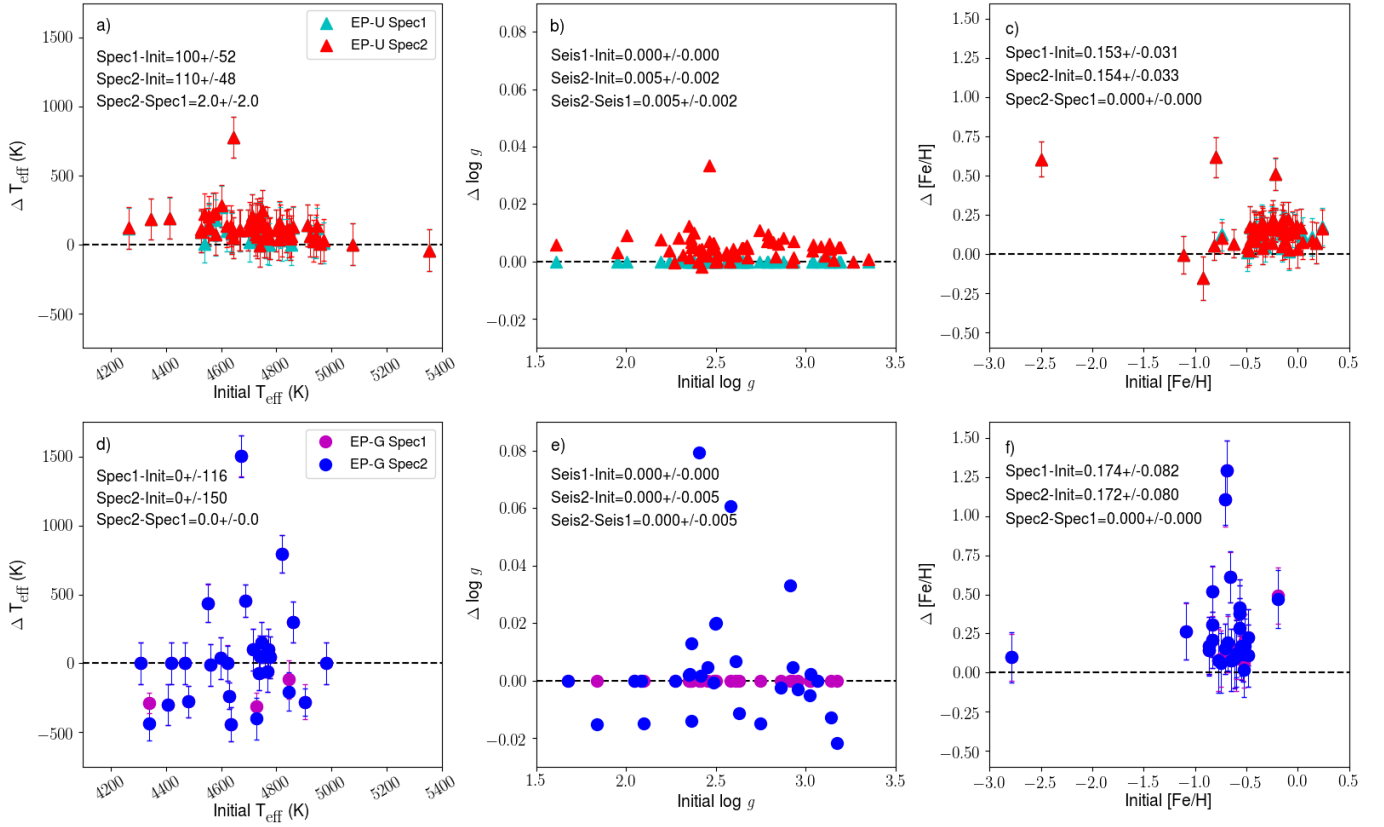 a)
EP-U Spec1
EP-U Spec2
Spec1-Init=100+/-52
Spec2-Init=110+/-48
Spec2-Spec1=2.0+/-2.0
1500
1000
500
0
−500
Δ T_eff (K)
4200 4400 4600 4800 5000 5200 5400
Initial T_eff (K)
b)
Seis1-Init=0.000+/-0.000
Seis2-Init=0.005+/-0.002
Seis2-Seis1=0.005+/-0.002
0.08
0.06
0.04
0.02
0.00
−0.02
Δ log g
1.5 2.0 2.5 3.0 3.5
Initial log g
c)
Spec1-Init=0.153+/-0.031
Spec2-Init=0.154+/-0.033
Spec2-Spec1=0.000+/-0.000
1.50
1.25
1.00
0.75
0.50
0.25
0.00
−0.25
−0.50
Δ [Fe/H]
−3.0 −2.5 −2.0 −1.5 −1.0 −0.5 0.0 0.5
Initial [Fe/H]
d)
EP-G Spec1
EP-G Spec2
Spec1-Init=0+/-116
Spec2-Init=0+/-150
Spec2-Spec1=0.0+/-0.0
1500
1000
500
0
−500
Δ T_eff (K)
4200 4400 4600 4800 5000 5200 5400
Initial T_eff (K)
e)
Seis1-Init=0.000+/-0.000
Seis2-Init=0.000+/-0.005
Seis2-Seis1=0.000+/-0.005
0.08
0.06
0.04
0.02
0.00
−0.02
Δ log g
1.5 2.0 2.5 3.0 3.5
Initial log g
f)
Spec1-Init=0.174+/-0.082
Spec2-Init=0.172+/-0.080
Spec2-Spec1=0.000+/-0.000
1.50
1.25
1.00
0.75
0.50
0.25
0.00
−0.25
−0.50
Δ [Fe/H]
−3.0 −2.5 −2.0 −1.5 −1.0 −0.5 0.0 0.5
Initial [Fe/H]